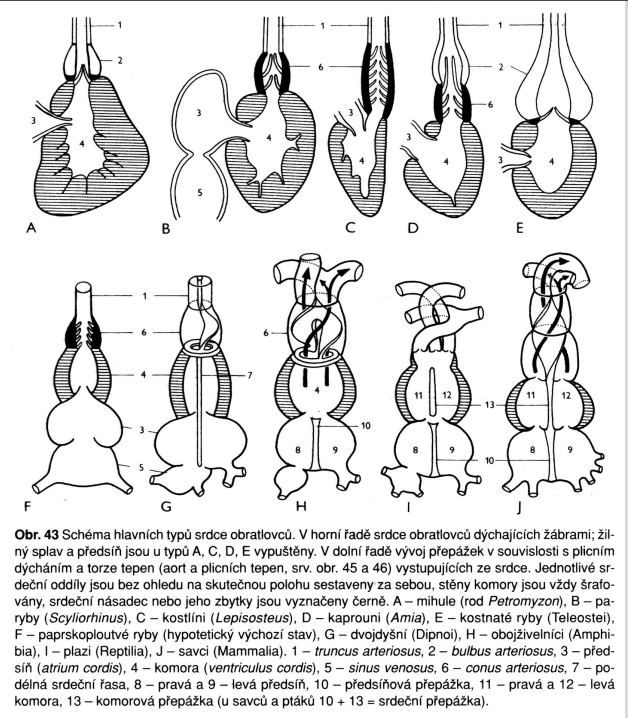 1
2
3
4
A
1
6
3
4
5
B
4
3
C
1
2
3
4
6
D
3
4
E
1
6
4
7
3
5
F
G
6
4
10
8
9
H
11
12
13
8
9
10
I
11
12
8
9
J
Obr. 43 Schéma hlavních typů srdce obratlovců. V horní řadě srdce obratlovců dýchajících žábrami; žil-
ný splav a předsíň jsou u typů A, C, D, E vypuštěny. V dolní řadě vývoj přepážek v souvislosti s plicním
dýcháním a torze tepen (aort a plicních tepen, srv. obr. 45 a 46) vystupujících ze srdce. Jednotlivé sr-
deční oddíly jsou bez ohledu na skutečnou polohu sestaveny za sebou, stěny komory jsou vždy šrafo-
vány, srdeční násadec nebo jeho zbytky jsou vyznačeny černě. A – mihule (rod Petromyzon), B – pa-
ryby (Scyliorhinus), C – kostlíni (Lepisosteus), D – kaprouni (Amia), E – kostnaté ryby (Teleostei),
F – paprskoploutvé ryby (hypotetický výchozí stav), G – dvojdyšní (Dipnoi), H – obojživelníci (Amphi-
bia), I – plazi (Reptilia), J – savci (Mammalia). 1 – truncus arteriosus, 2 – bulbus arteriosus, 3 – před-
síň (atrium cordis), 4 – komora (ventriculus cordis), 5 – sinus venosus, 6 – conus arteriosus, 7 – po-
délná srdeční řasa, 8 – pravá a 9 – levá předsíň, 10 – předsíňová přepážka, 11 – pravá a 12 – levá
komora, 13 – komorová přepážka (u savců a ptáků 10 + 13 = srdeční přepážka).